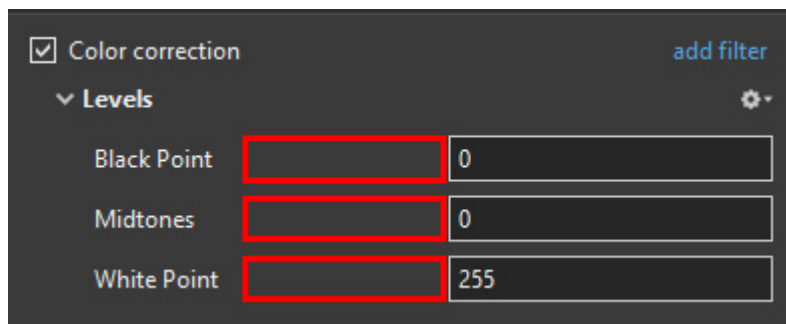 Color correction add filter
Levels
Black Point 0
Midtones 0
White Point 255